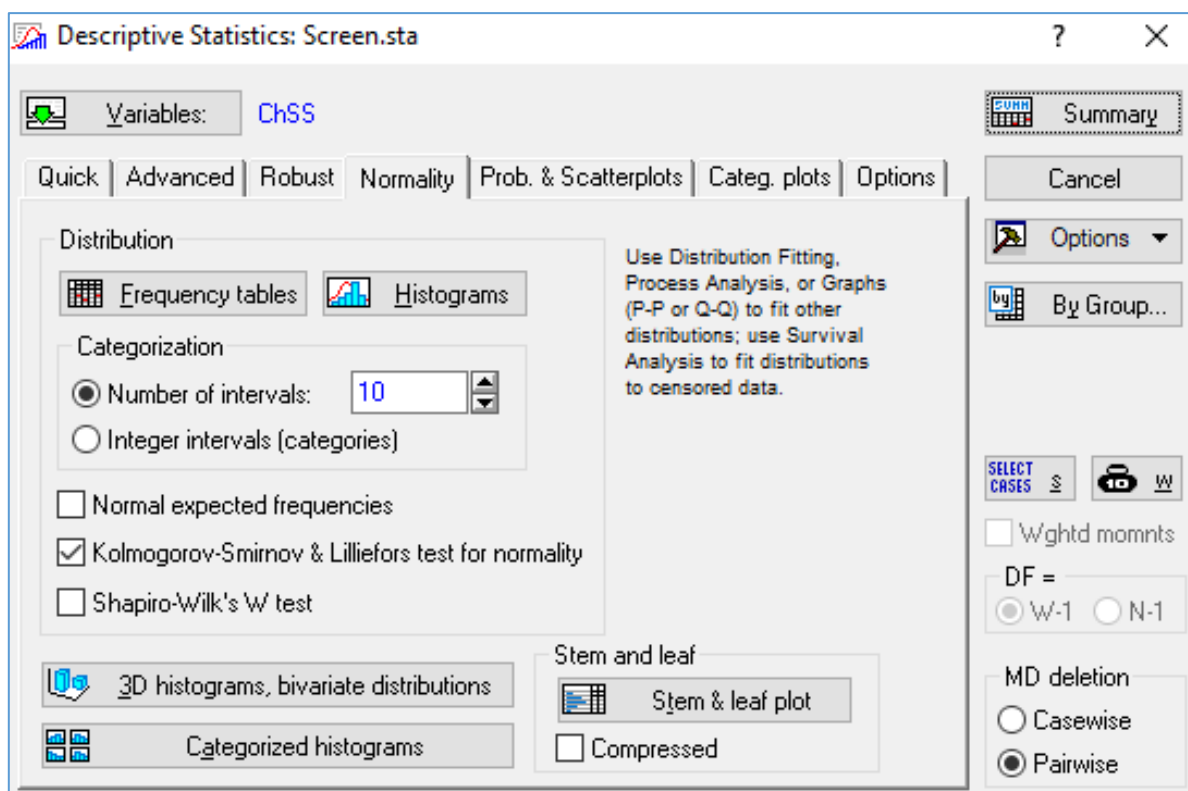 Descriptive Statistics: Screen.sta ? ×
Variables: ChSS
Quick Advanced Robust Normality Prob. & Scatterplots Categ. plots Options
Distribution
Frequency tables Histograms
Categorization
Number of intervals: 10
Integer intervals (categories)
Normal expected frequencies
Kolmogorov-Smirnov & Lilliefors test for normality
Shapiro-Wilk's W test
Use Distribution Fitting,
Process Analysis, or Graphs
(P-P or Q-Q) to fit other
distributions; use Survival
Analysis to fit distributions
to censored data.
3D histograms, bivariate distributions
Categorized histograms
Stem and leaf
Stem & leaf plot
Compressed
SUMM Summary
Cancel
Options
by By Group...
SELECT
CASES S 10 W
Wghtd momnts
DF =
W-1 N-1
MD deletion
Casewise
Pairwise